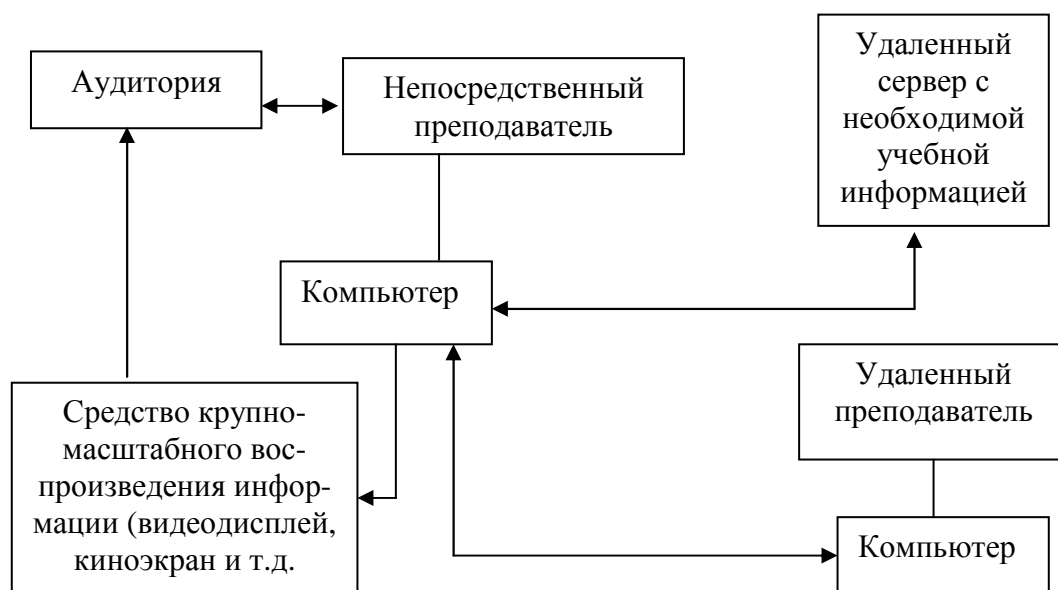 Аудитория
Непосредственный
преподаватель
Удаленный
сервер с
необходимой
учебной
информацией
Компьютер
Удаленный
преподаватель
Средство крупно-
масштабного вос-
произведения инфор-
мации (видеодисплей,
киноэкран и т.д.
Компьютер